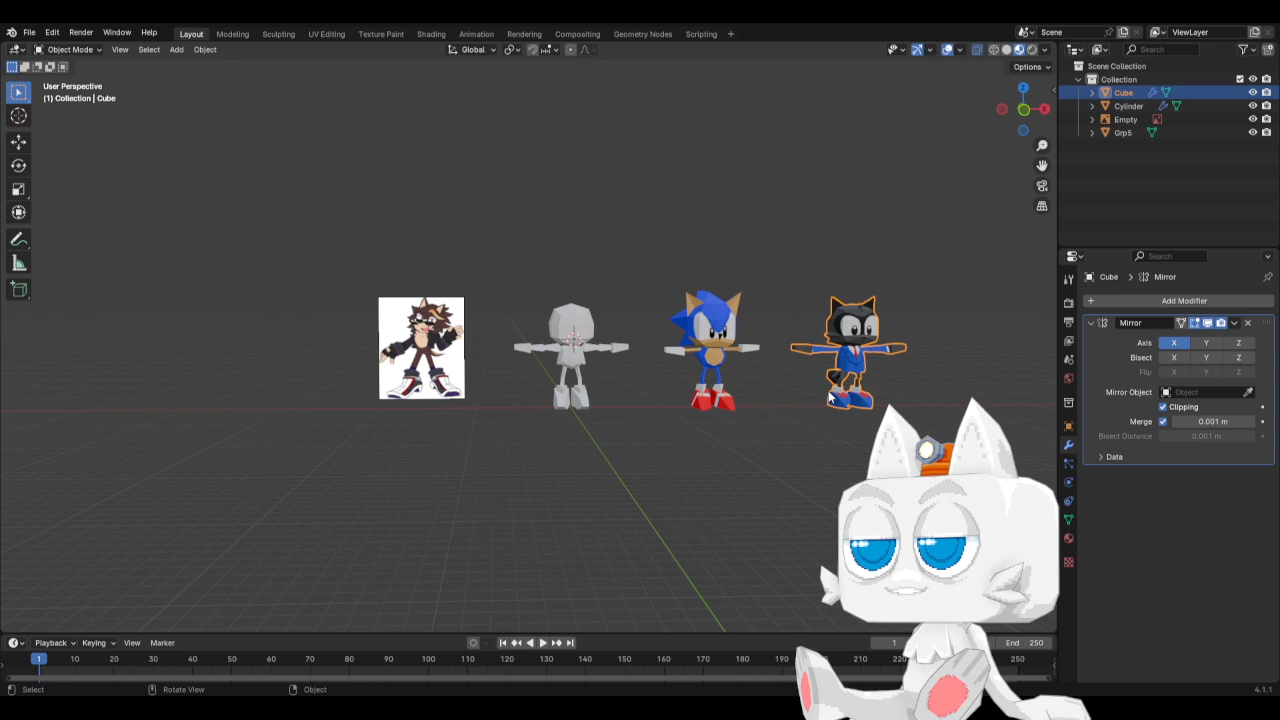 File Edit Render Window Help Layout Modeling Sculpting UV Editing Texture Paint Shading Animation Rendering Compositing Geometry Nodes Scripting + Scene ViewLayer
Object Mode View Select Add Object Global Search
Options
Scene Collection
Collection
User Perspective
(1) Collection | Cube
Cube
Cylinder
Empty
Grp5
Z
X
Search
Cube Mirror
Add Modifier
Mirror
Axis X Y Z
Bisect X Y Z
Flip X Y Z
Mirror Object Object
Clipping
Merge 0.001 m
Bisect Distance 0.001 m
Data
Playback Keying View Marker 1 End 250
1 10 20 30 40 50 60 70 80 90 100 110 120 130 140 150 160 170 180 190 200 210 220 250
Select Rotate View Object 4.1.1